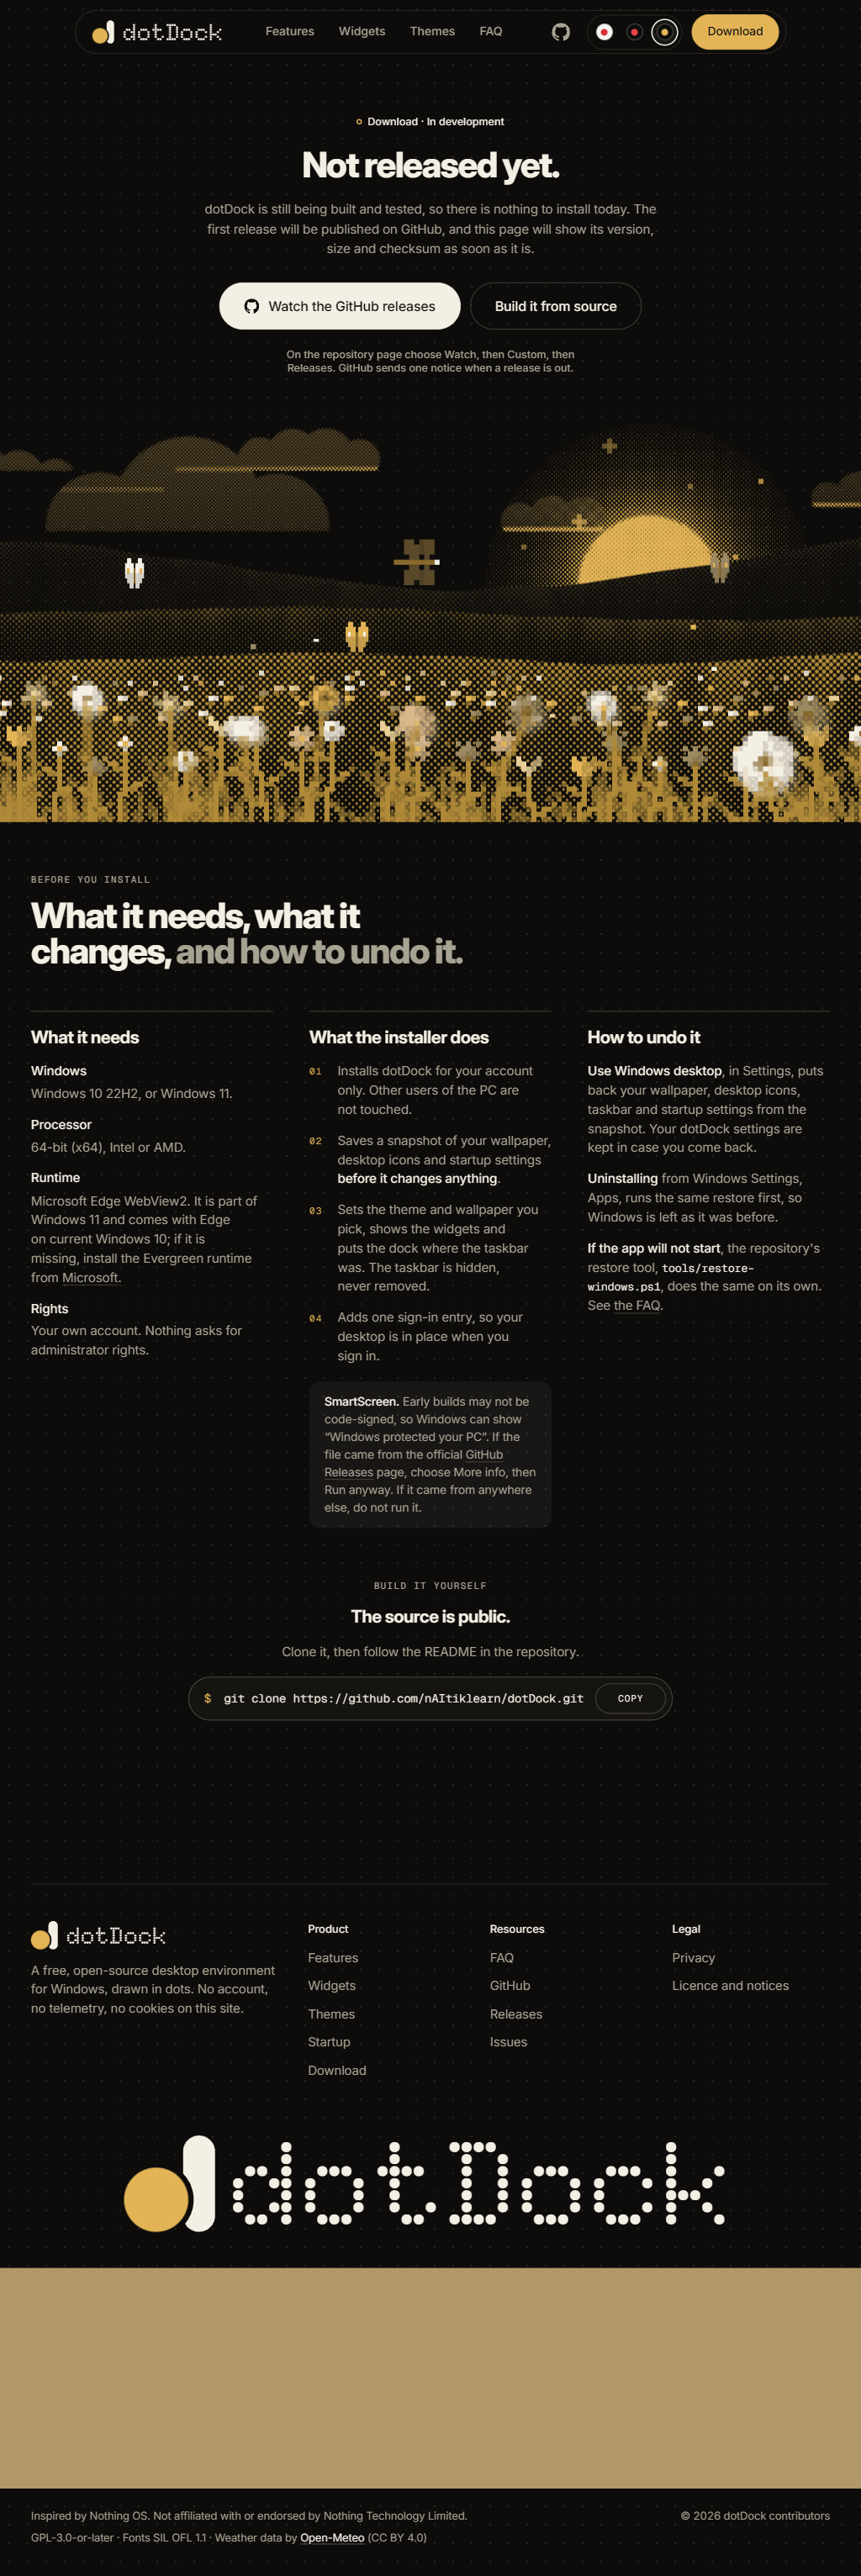 dotDock Features Widgets Themes FAQ Download
Download · In development
Not released yet.
dotDock is still being built and tested, so there is nothing to install today. The
first release will be published on GitHub, and this page will show its version,
size and checksum as soon as it is.
Watch the GitHub releases Build it from source
On the repository page choose Watch, then Custom, then
Releases. GitHub sends one notice when a release is out.
BEFORE YOU INSTALL
What it needs, what it
changes, and how to undo it.
What it needs
Windows
Windows 10 22H2, or Windows 11.
Processor
64-bit (x64), Intel or AMD.
Runtime
Microsoft Edge WebView2. It is part of
Windows 11 and comes with Edge
on current Windows 10; if it is
missing, install the Evergreen runtime
from Microsoft.
Rights
Your own account. Nothing asks for
administrator rights.
What the installer does
01 Installs dotDock for your account
only. Other users of the PC are
not touched.
02 Saves a snapshot of your wallpaper,
desktop icons and startup settings
before it changes anything.
03 Sets the theme and wallpaper you
pick, shows the widgets and
puts the dock where the taskbar
was. The taskbar is hidden,
never removed.
04 Adds one sign-in entry, so your
desktop is in place when you
sign in.
SmartScreen. Early builds may not be
code-signed, so Windows can show
“Windows protected your PC”. If the
file came from the official GitHub
Releases page, choose More info, then
Run anyway. If it came from anywhere
else, do not run it.
How to undo it
Use Windows desktop, in Settings, puts
back your wallpaper, desktop icons,
taskbar and startup settings from the
snapshot. Your dotDock settings are
kept in case you come back.
Uninstalling from Windows Settings,
Apps, runs the same restore first, so
Windows is left as it was before.
If the app will not start, the repository's
restore tool, tools/restore-
windows.ps1, does the same on its own.
See the FAQ.
BUILD IT YOURSELF
The source is public.
Clone it, then follow the README in the repository.
$ git clone https://github.com/nAItiklearn/dotDock.git COPY
dotDock
A free, open-source desktop environment
for Windows, drawn in dots. No account,
no telemetry, no cookies on this site.
Product
Features
Widgets
Themes
Startup
Download
Resources
FAQ
GitHub
Releases
Issues
Legal
Privacy
Licence and notices
dotDock
Inspired by Nothing OS. Not affiliated with or endorsed by Nothing Technology Limited.
© 2026 dotDock contributors
GPL-3.0-or-later · Fonts SIL OFL 1.1 · Weather data by Open-Meteo (CC BY 4.0)